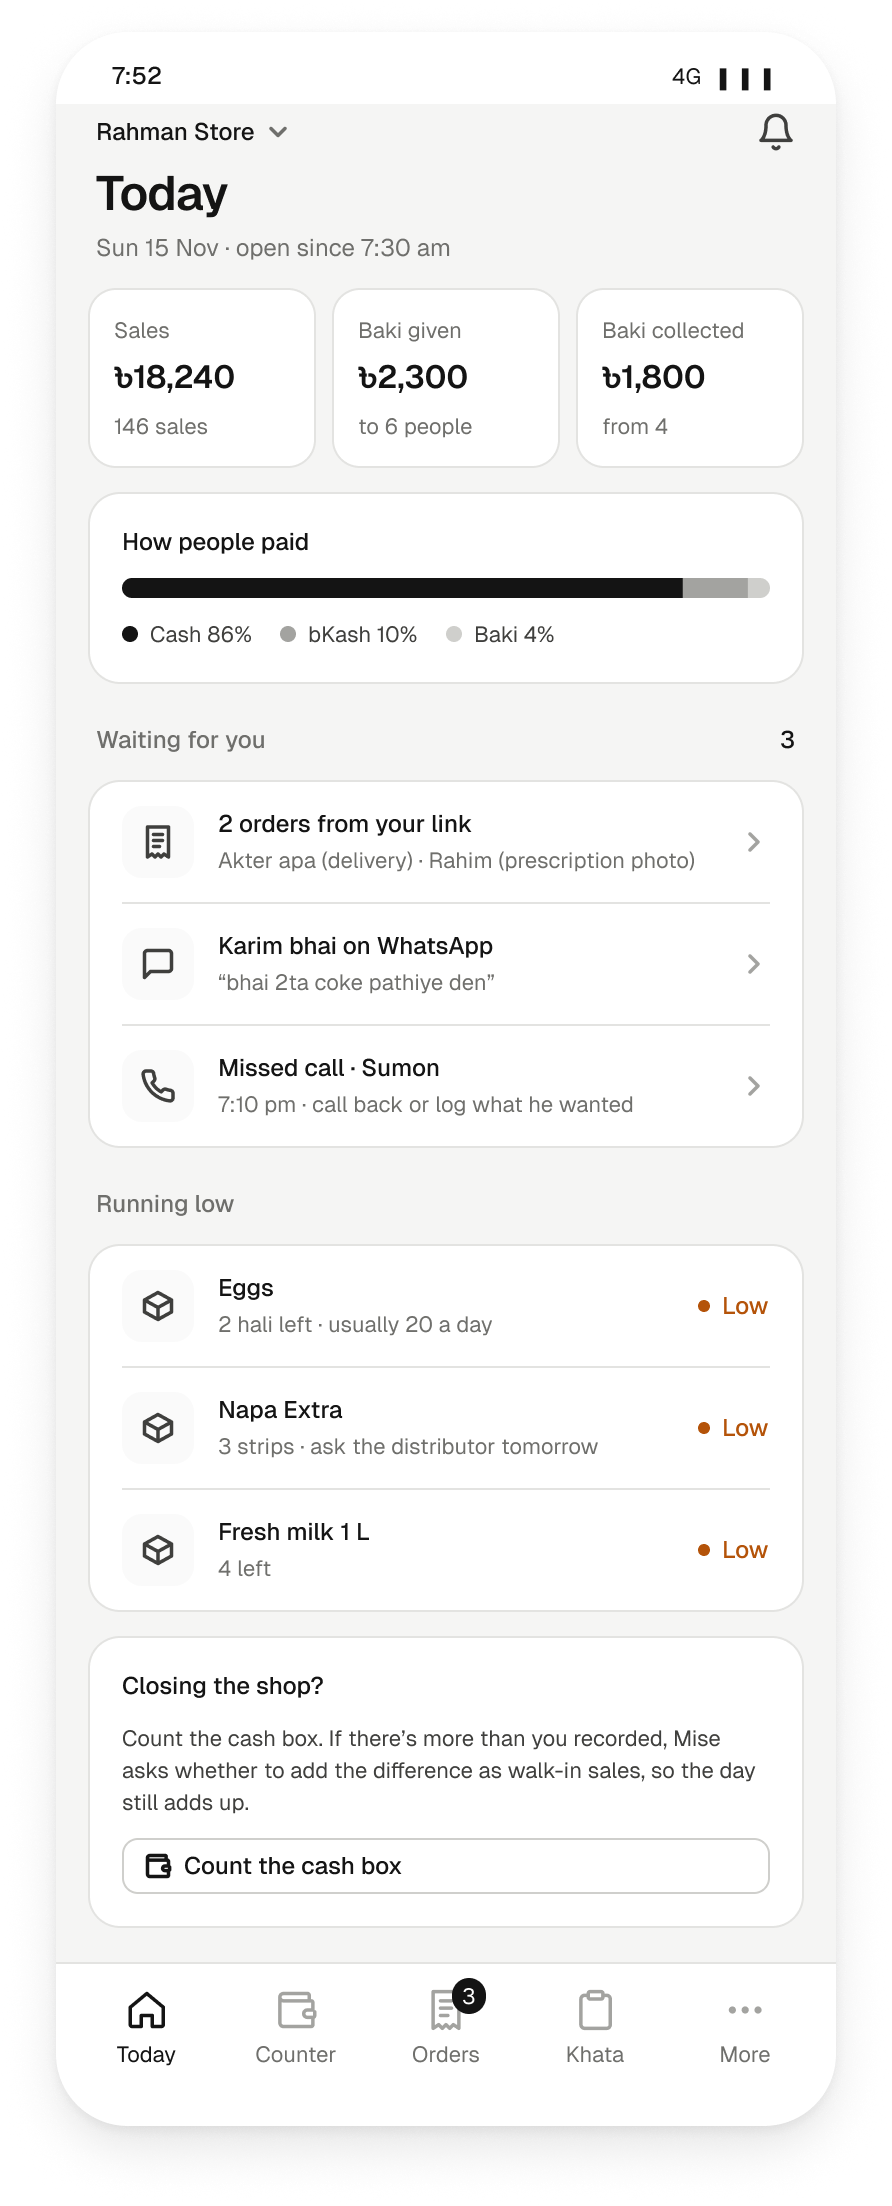 7:52
4G
Rahman Store
Today
Sun 15 Nov · open since 7:30 am
Sales
৳18,240
146 sales
Baki given
৳2,300
to 6 people
Baki collected
৳1,800
from 4
How people paid
Cash 86%
bKash 10%
Baki 4%
Waiting for you
3
2 orders from your link
Akter apa (delivery) · Rahim (prescription photo)
Karim bhai on WhatsApp
“bhai 2ta coke pathiye den”
Missed call · Sumon
7:10 pm · call back or log what he wanted
Running low
Eggs
2 hali left · usually 20 a day
Low
Napa Extra
3 strips · ask the distributor tomorrow
Low
Fresh milk 1 L
4 left
Low
Closing the shop?
Count the cash box. If there’s more than you recorded, Mise
asks whether to add the difference as walk-in sales, so the day
still adds up.
Count the cash box
3
Today
Counter
Orders
Khata
More